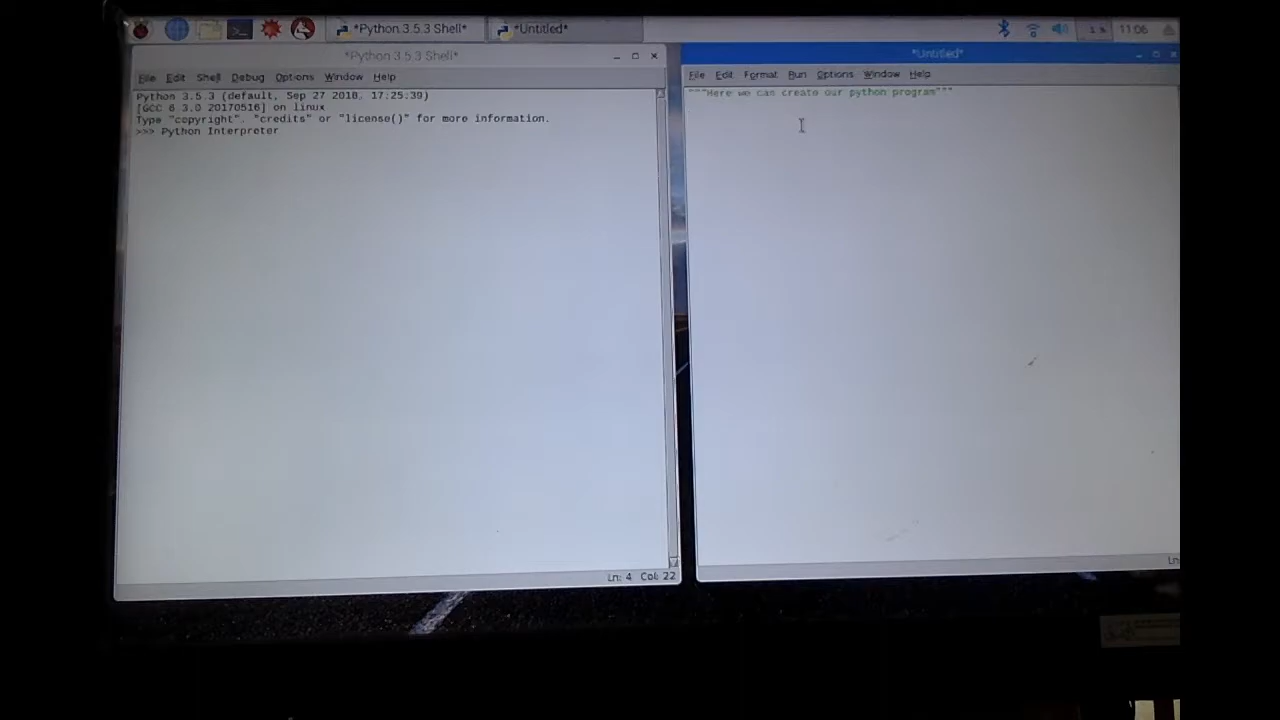 *Python 3.5.3 Shell* *Untitled* 11:06
*Python 3.5.3 Shell*
File Edit Shell Debug Options Window Help
Python 3.5.3 (default, Sep 27 2018, 17:25:39)
[GCC 6.3.0 20170516] on linux
Type "copyright", "credits" or "license()" for more information.
>>> Python Interpreter
Ln: 4 Col: 22
*Untitled*
File Edit Format Run Options Window Help
"""Here we can create our python program"""
Ln